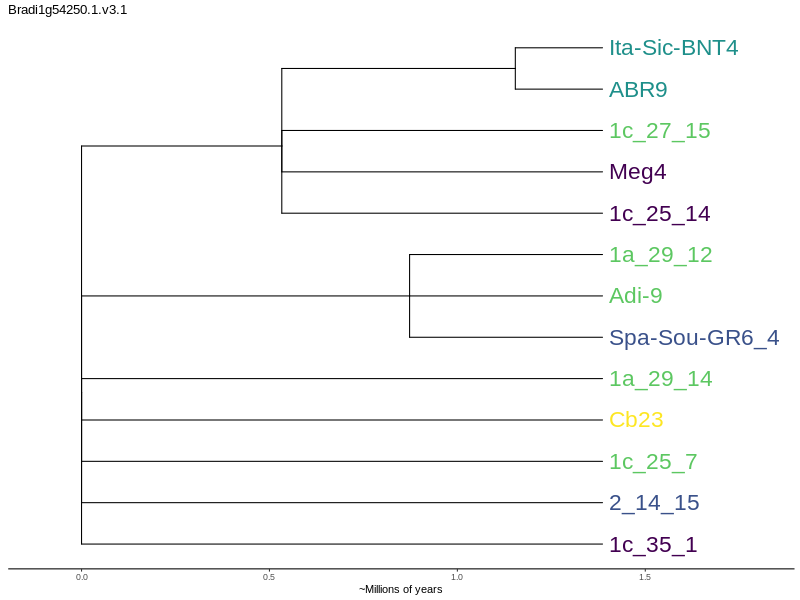 Bradi1g54250.1.v3.1
Ita-Sic-BNT4
ABR9
1c_27_15
Meg4
1c_25_14
1a_29_12
Adi-9
Spa-Sou-GR6_4
1a_29_14
Cb23
1c_25_7
2_14_15
1c_35_1
0.0 0.5 1.0 1.5
~Millions of years